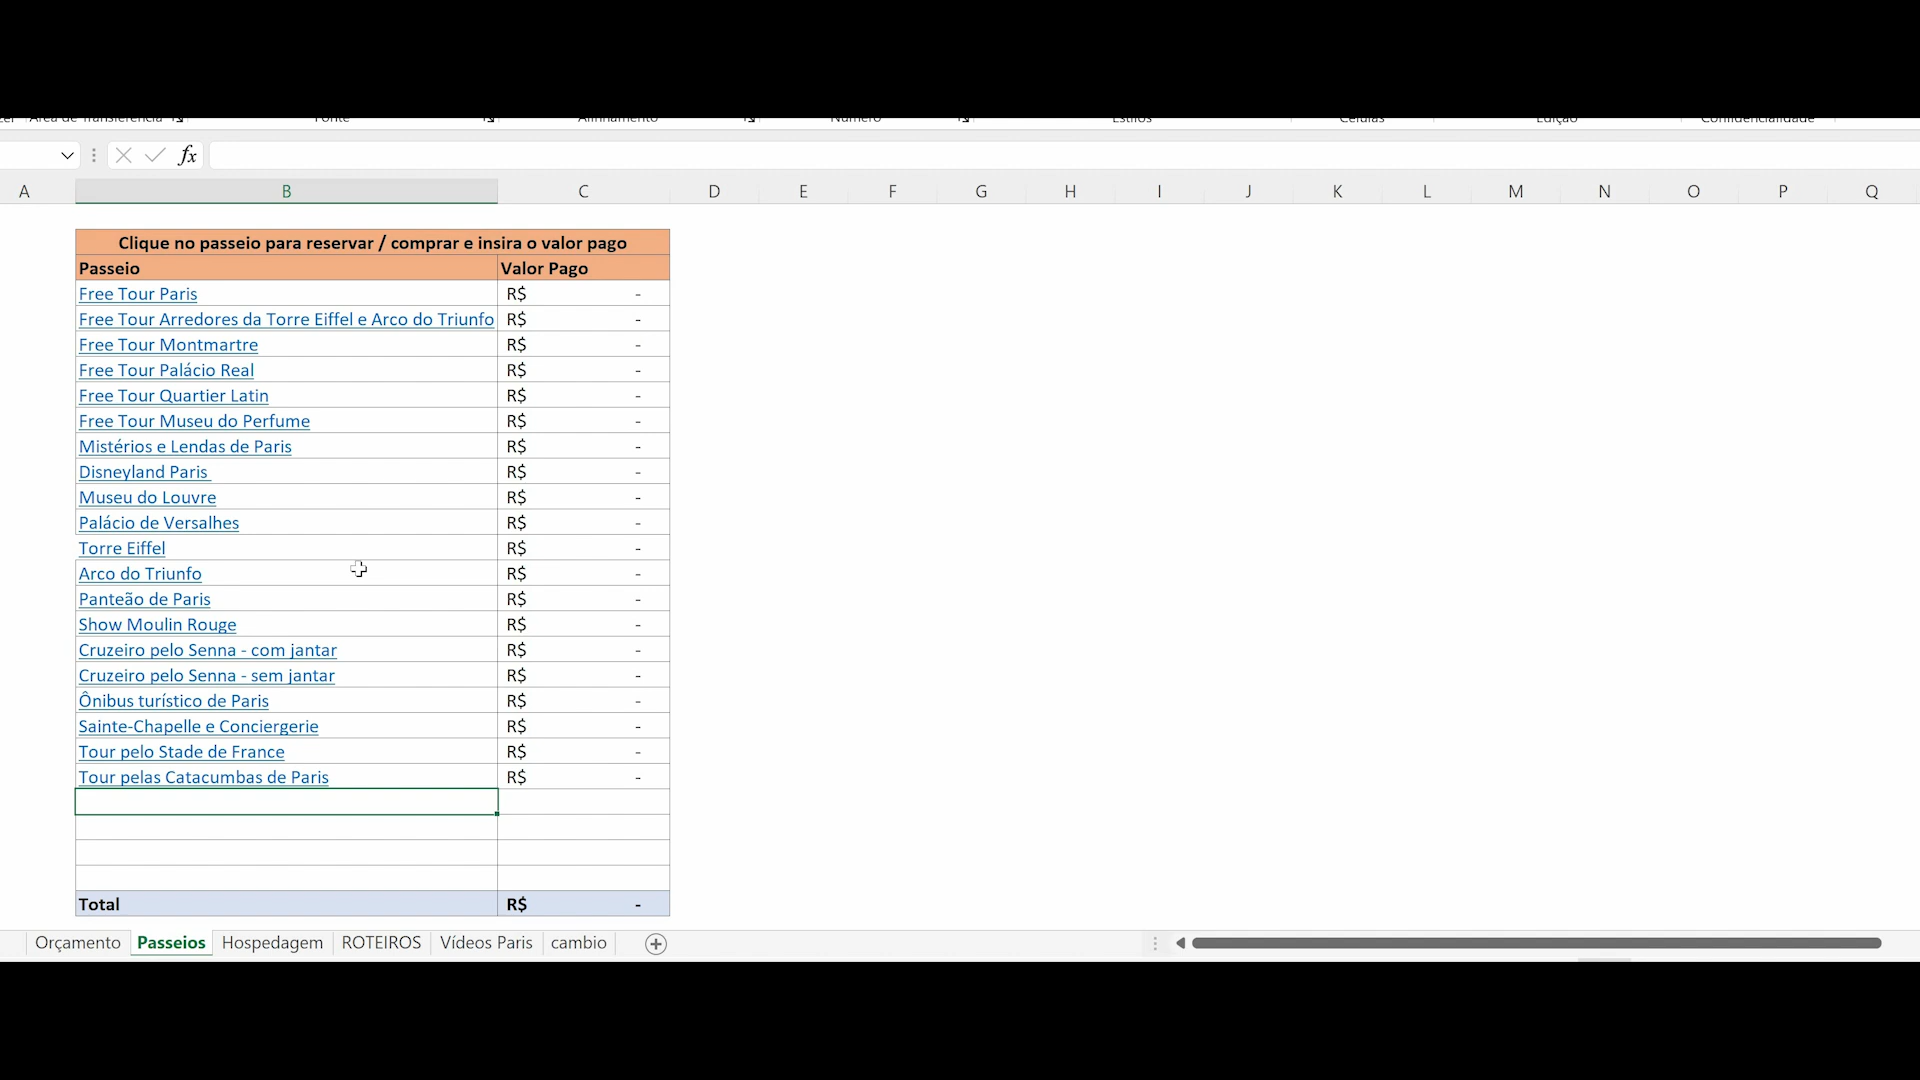 Área de Transferência Fonte Alinhamento Número Estilos Células Edição Confidencialidade
fx
A B C D E F G H I J K L M N O P Q
Clique no passeio para reservar / comprar e insira o valor pago
Passeio Valor Pago
Free Tour Paris R$ -
Free Tour Arredores da Torre Eiffel e Arco do Triunfo R$ -
Free Tour Montmartre R$ -
Free Tour Palácio Real R$ -
Free Tour Quartier Latin R$ -
Free Tour Museu do Perfume R$ -
Mistérios e Lendas de Paris R$ -
Disneyland Paris R$ -
Museu do Louvre R$ -
Palácio de Versalhes R$ -
Torre Eiffel R$ -
Arco do Triunfo R$ -
Panteão de Paris R$ -
Show Moulin Rouge R$ -
Cruzeiro pelo Senna - com jantar R$ -
Cruzeiro pelo Senna - sem jantar R$ -
Ônibus turístico de Paris R$ -
Sainte-Chapelle e Conciergerie R$ -
Tour pelo Stade de France R$ -
Tour pelas Catacumbas de Paris R$ -
Total R$ -
Orçamento Passeios Hospedagem ROTEIROS Vídeos Paris cambio